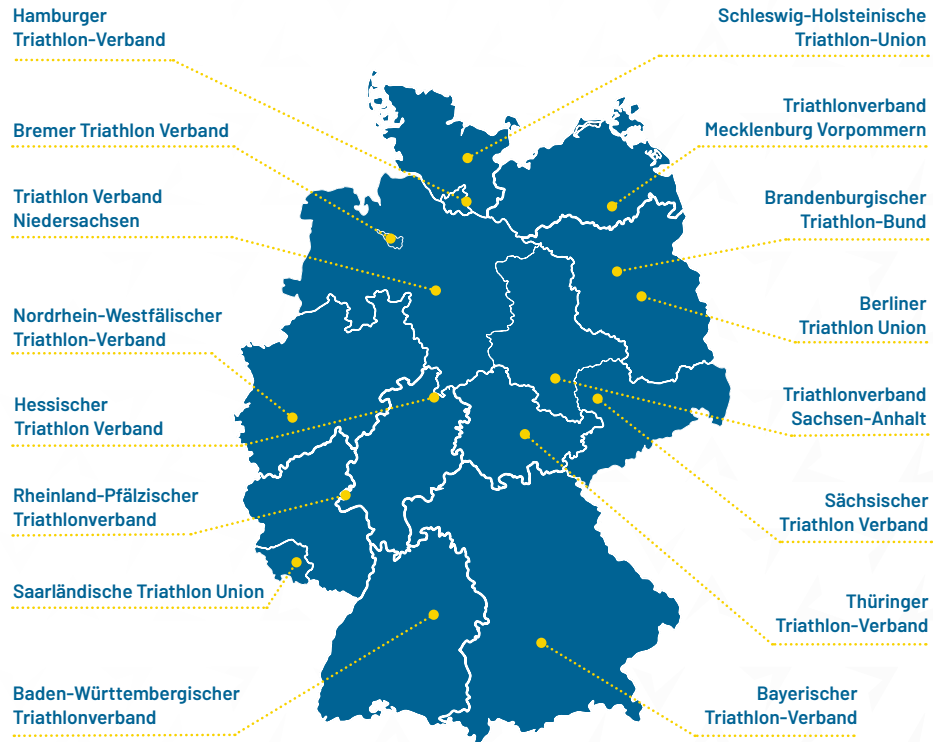 Hamburger
Triathlon-Verband
Bremer Triathlon Verband
Triathlon Verband
Niedersachsen
Nordrhein-Westfälischer
Triathlon-Verband
Hessischer
Triathlon Verband
Rheinland-Pfälzischer
Triathlonverband
Saarländische Triathlon Union
Baden-Württembergischer
Triathlonverband
Schleswig-Holsteinische
Triathlon-Union
Triathlonverband
Mecklenburg Vorpommern
Brandenburgischer
Triathlon-Bund
Berliner
Triathlon Union
Triathlonverband
Sachsen-Anhalt
Sächsischer
Triathlon Verband
Thüringer
Triathlon-Verband
Bayerischer
Triathlon-Verband